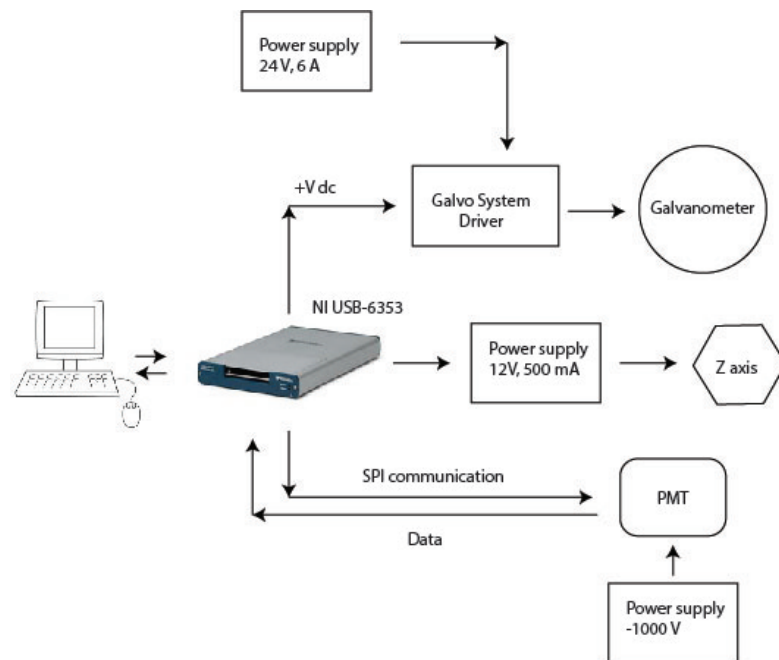 Power supply
24 V, 6 A
+V dc
Galvo System
Driver
Galvanometer
NI USB-6353
Power supply
12V, 500 mA
Z axis
SPI communication
PMT
Data
Power supply
-1000 V